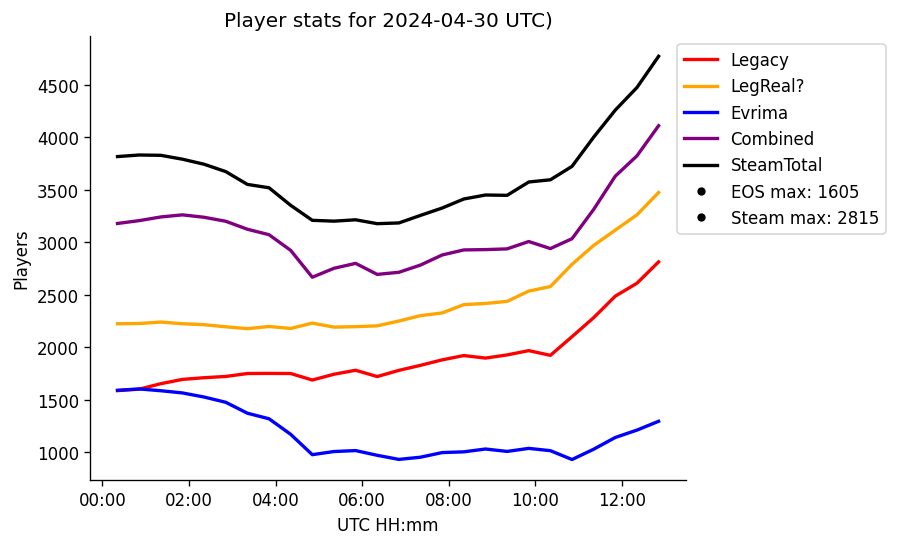 Player stats for 2024-04-30 UTC)
Legacy
LegReal?
Evrima
Combined
SteamTotal
EOS max: 1605
Steam max: 2815
Players
4500
4000
3500
3000
2500
2000
1500
1000
00:00 02:00 04:00 06:00 08:00 10:00 12:00
UTC HH:mm